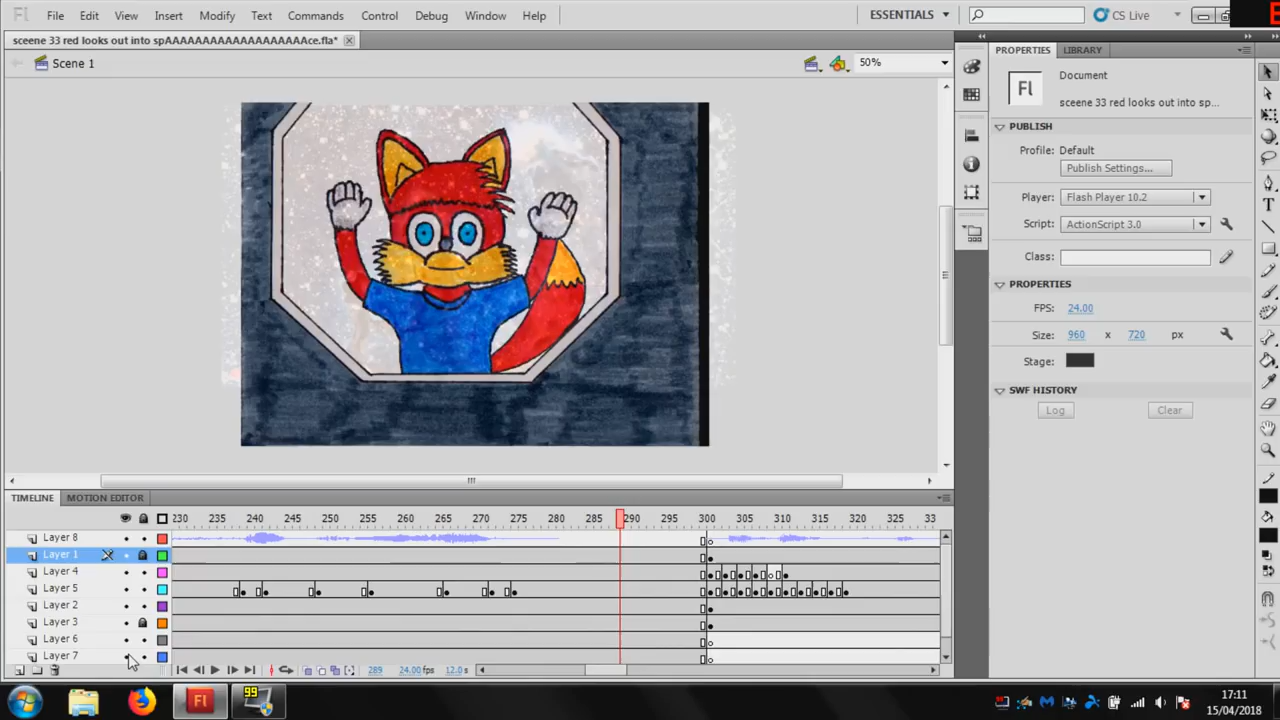 Fl File Edit View Insert Modify Text Commands Control Debug Window Help ESSENTIALS CS Live
sceene 33 red looks out into spAAAAAAAAAAAAAAAAAAAce.fla*
Scene 1 50%
PROPERTIES LIBRARY
Fl Document
sceene 33 red looks out into sp...
PUBLISH
Profile: Default
Publish Settings...
Player: Flash Player 10.2
Script: ActionScript 3.0
Class:
PROPERTIES
FPS: 24.00
Size: 960 x 720 px
Stage:
SWF HISTORY
Log Clear
TIMELINE MOTION EDITOR
230 235 240 245 250 255 260 265 270 275 280 285 290 295 300 305 310 315 320 325 33
Layer 8
Layer 1
Layer 4
Layer 5
Layer 2
Layer 3
Layer 6
Layer 7
289 24.00 fps 12.0 s
Fl 99 17:11
15/04/2018